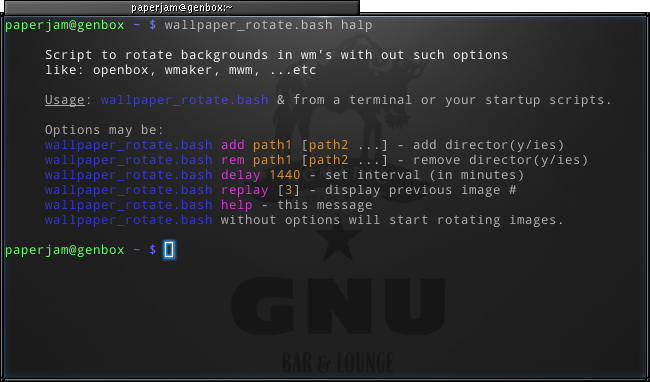 paperjam@genbox:~
paperjam@genbox ~ $ wallpaper_rotate.bash halp
Script to rotate backgrounds in wm's with out such options
like: openbox, wmaker, mwm, ...etc
Usage: wallpaper_rotate.bash & from a terminal or your startup scripts.
Options may be:
wallpaper_rotate.bash add path1 [path2 ...] - add director(y/ies)
wallpaper_rotate.bash rem path1 [path2 ...] - remove director(y/ies)
wallpaper_rotate.bash delay 1440 - set interval (in minutes)
wallpaper_rotate.bash replay [3] - display previous image #
wallpaper_rotate.bash help - this message
wallpaper_rotate.bash without options will start rotating images.
paperjam@genbox ~ $
GNU
BAR & LOUNGE